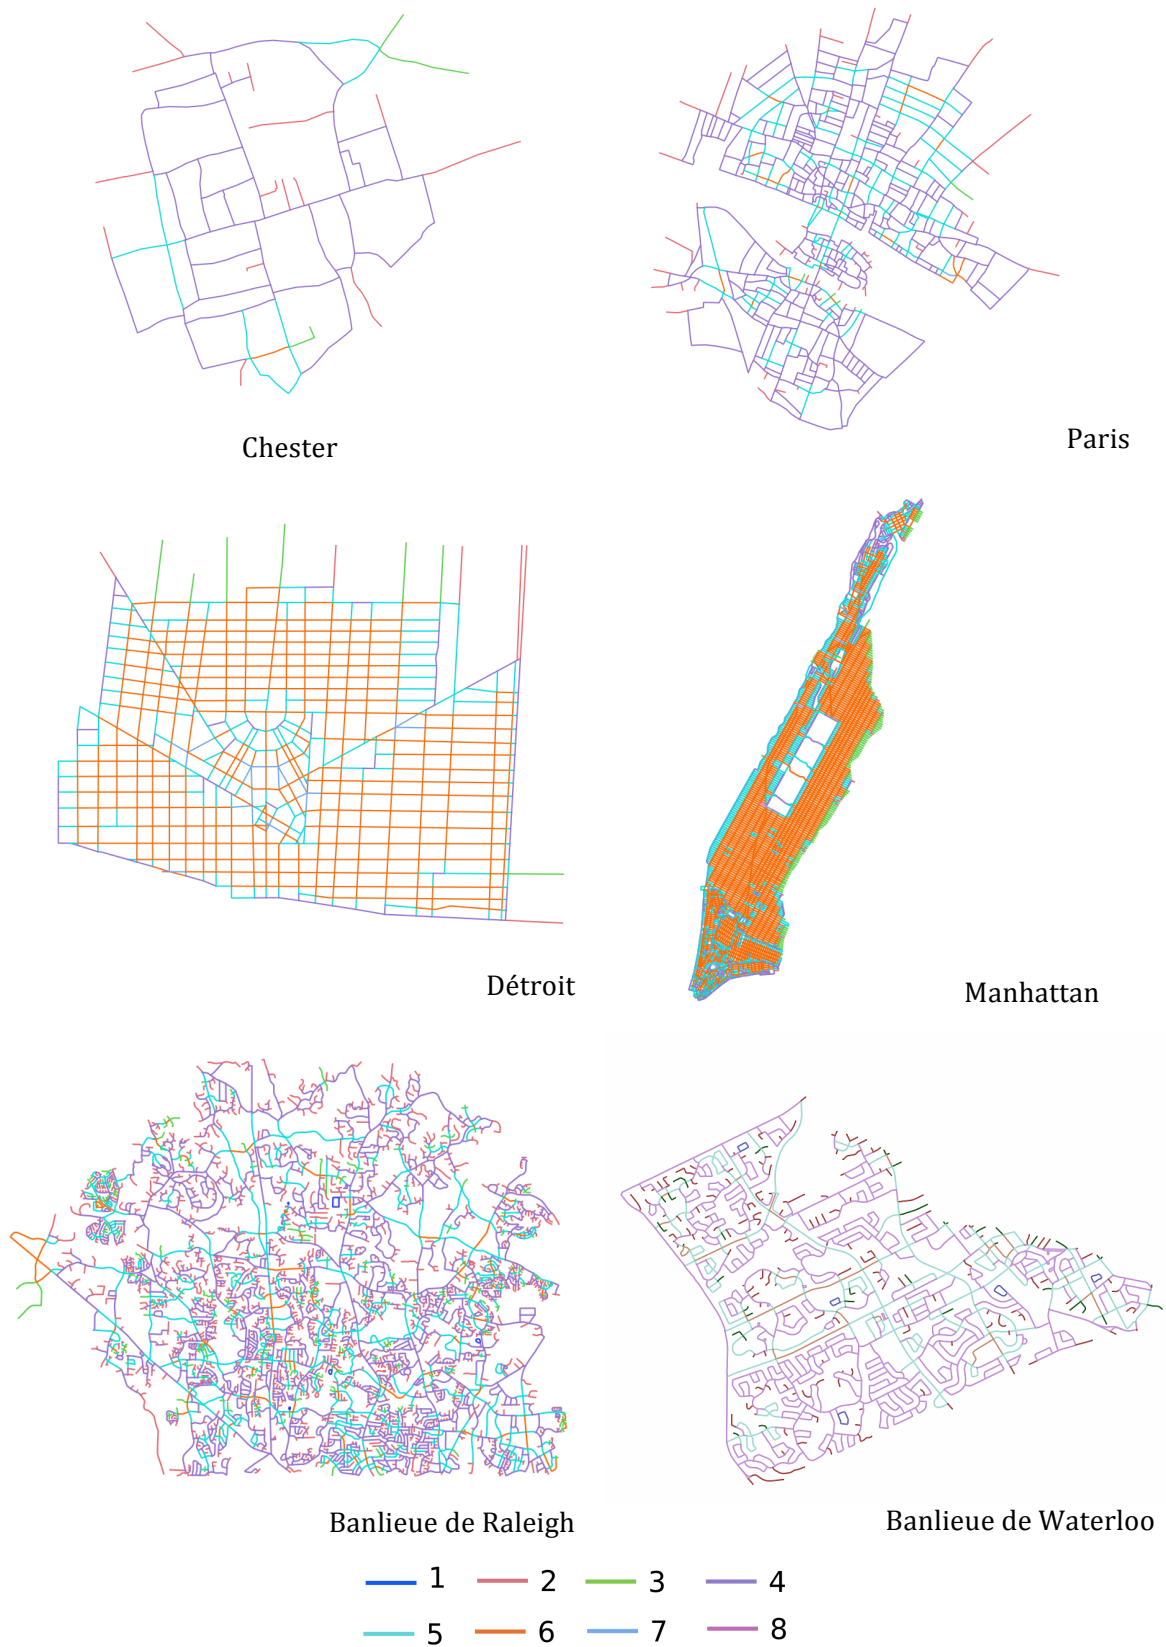 Chester
Paris
Détroit
Manhattan
Banlieue de Raleigh
Banlieue de Waterloo
1 2 3 4
5 6 7 8